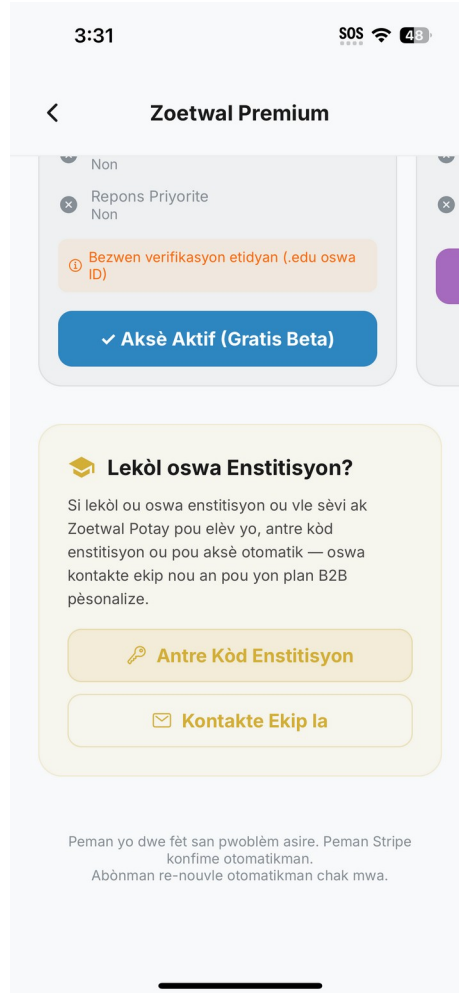 3:31
SOS
48
Zoetwal Premium
Non
Repons Priyorite
Non
Bezwen verifikasyon etidyan (.edu oswa
ID)
✓ Aksè Aktif (Gratis Beta)
Lekòl oswa Enstitisyon?
Si lekòl ou oswa enstitisyon ou vle sèvi ak
Zoetwal Potay pou elèv yo, antre kòd
enstitisyon ou pou aksè otomatik — oswa
kontakte ekip nou an pou yon plan B2B
pèsonalize.
Antre Kòd Enstitisyon
Kontakte Ekip la
Peman yo dwe fèt san pwoblèm asire. Peman Stripe
konfime otomatikman.
Abònman re-nouvle otomatikman chak mwa.